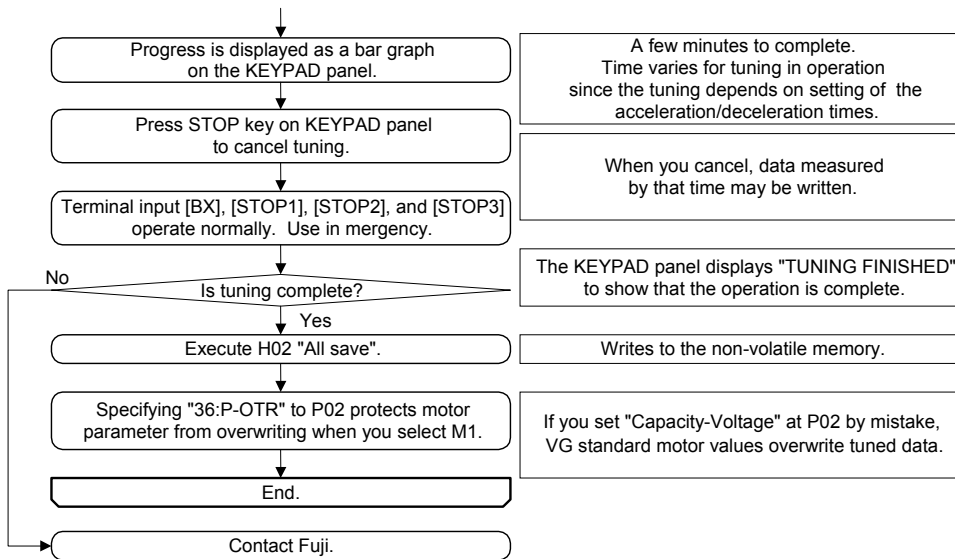 Progress is displayed as a bar graph
on the KEYPAD panel.
A few minutes to complete.
Time varies for tuning in operation
since the tuning depends on setting of the
acceleration/deceleration times.
Press STOP key on KEYPAD panel
to cancel tuning.
When you cancel, data measured
by that time may be written.
Terminal input [BX], [STOP1], [STOP2], and [STOP3]
operate normally. Use in mergency.
No
Is tuning complete?
The KEYPAD panel displays "TUNING FINISHED"
to show that the operation is complete.
Yes
Execute H02 "All save".
Writes to the non-volatile memory.
Specifying "36:P-OTR" to P02 protects motor
parameter from overwriting when you select M1.
If you set "Capacity-Voltage" at P02 by mistake,
VG standard motor values overwrite tuned data.
End.
Contact Fuji.